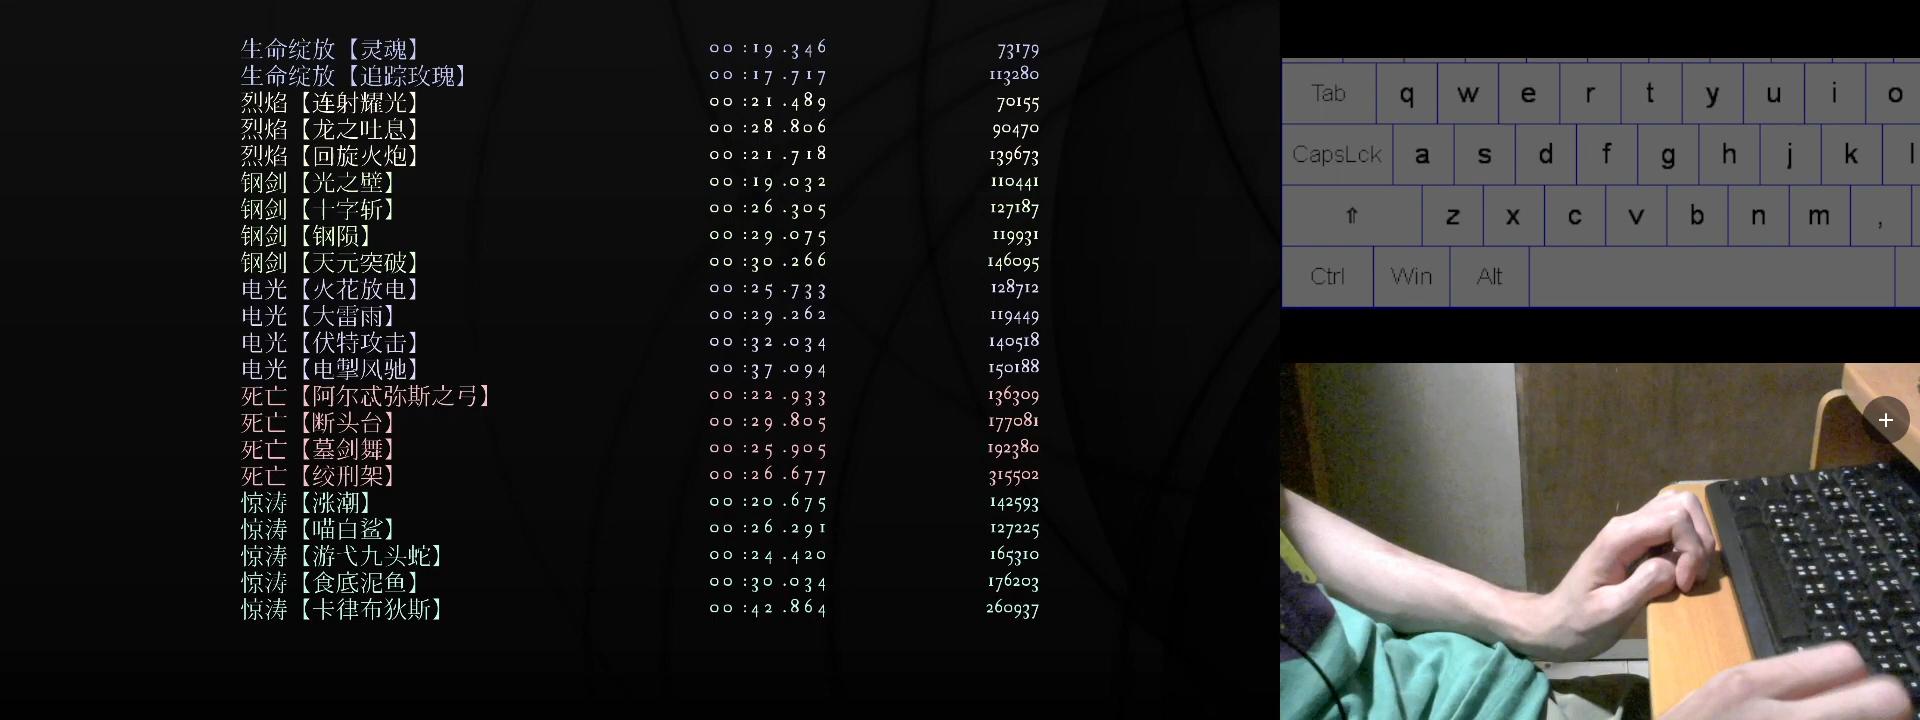 生命绽放【灵魂】 00:19.346 73179
生命绽放【追踪玫瑰】 00:17.717 113280
烈焰【连射耀光】 00:21.489 70155
烈焰【龙之吐息】 00:28.806 90470
烈焰【回旋火炮】 00:21.718 139673
钢剑【光之壁】 00:19.032 110441
钢剑【十字斩】 00:26.305 127187
钢剑【钢陨】 00:29.075 119931
钢剑【天元突破】 00:30.266 146095
电光【火花放电】 00:25.733 128712
电光【大雷雨】 00:29.262 119449
电光【伏特攻击】 00:32.034 140518
电光【电掣风驰】 00:37.094 150188
死亡【阿尔忒弥斯之弓】 00:22.933 136309
死亡【断头台】 00:29.805 177081
死亡【墓剑舞】 00:25.905 192380
死亡【绞刑架】 00:26.677 315502
惊涛【涨潮】 00:20.675 142593
惊涛【喵白鲨】 00:26.291 127225
惊涛【游弋九头蛇】 00:24.420 165310
惊涛【食底泥鱼】 00:30.034 176203
惊涛【卡律布狄斯】 00:42.864 260937
Tab q w e r t y u i o
CapsLck a s d f g h j k l
⇑ z x c v b n m ,
Ctrl Win Alt
+